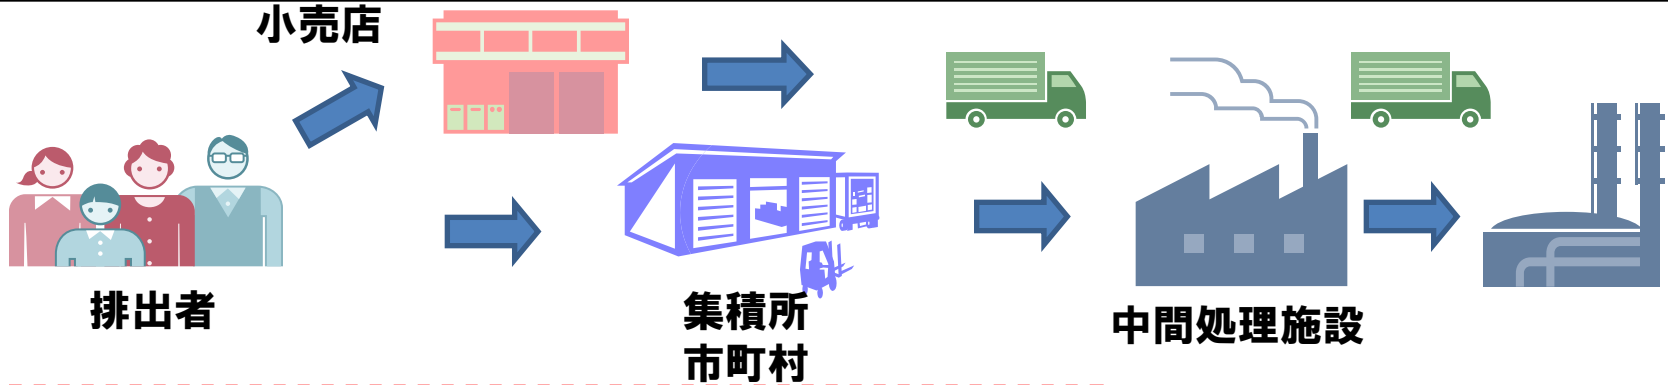 小売店
排出者
集積所
市町村
中間処理施設